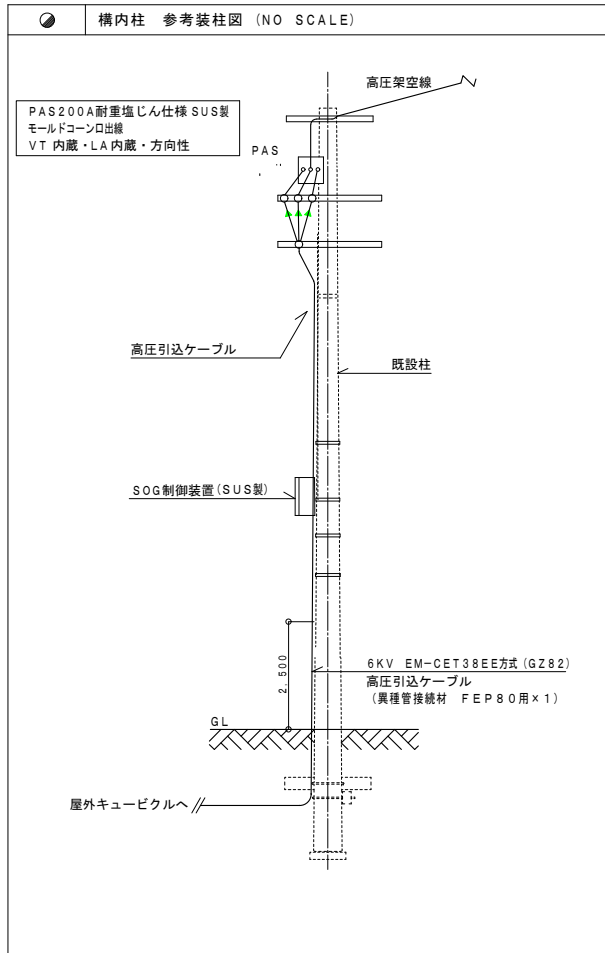 構内柱 参考装柱図 (NO SCALE)
高圧架空線
PAS200A耐重塩じん仕様 SUS製
モールドコーン口出線
VT 内蔵・LA内蔵・方向性
PAS
高圧引込ケーブル
既設柱
SOG制御装置(SUS製)
2,500
6KV EM−CET38EE方式(GZ82)
高圧引込ケーブル
(異種管接続材 FEP80用×1)
GL
屋外キュービクルへ